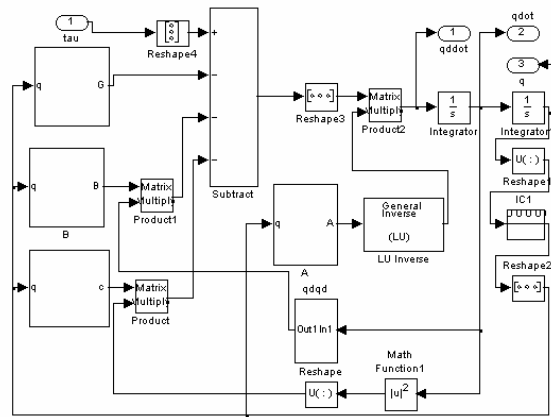 1
tau
Reshape4
+
−
−
−
Subtract
q G
q B
B
q c
Matrix
Multiply
Product1
Matrix
Multiply
Product
Reshape3
Matrix
Multiply
Product2
1
qddot
1
s
Integrator
qdot
2
3
q
1
s
Integrator
U(:)
Reshape1
IC1
Reshape2
q A
A
General
Inverse
(LU)
LU Inverse
qdqd
Out1 In1
Reshape
U(:)
Math
Function1
|u|²